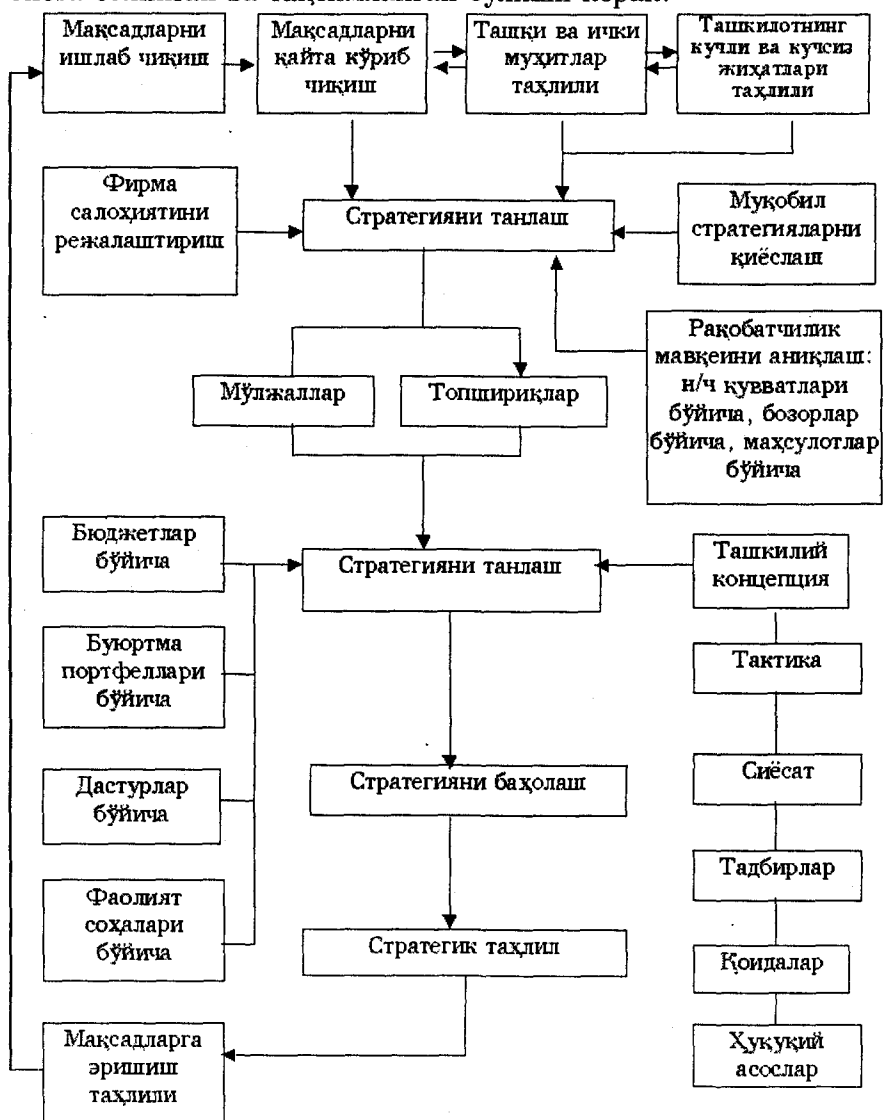 Мақсадларни
ишлаб чиқиш
Мақсадларни
қайта кўриб
чиқиш
Ташқи ва ички
муҳитлар
таҳлили
Ташкилотнинг
кучли ва кучсиз
жиҳатлари
таҳлили
Фирма
салоҳиятини
режалаштириш
Стратегияни танлаш
Муқобил
стратегияларни
қиёслаш
Рақобатчилик
мавқеини аниқлаш:
н/ч қувватлари
бўйича, бозорлар
бўйича, маҳсулотлар
бўйича
Мўлжаллар
Топшириқлар
Бюджетлар
бўйича
Стратегияни танлаш
Ташкилий
концепция
Буюртма
портфеллари
бўйича
Тактика
Дастурлар
бўйича
Стратегияни баҳолаш
Сиёсат
Фаолият
соҳалари
бўйича
Стратегик таҳлил
Тадбирлар
Қоидалар
Мақсадларга
эришиш
таҳлили
Ҳуқуқий
асослар